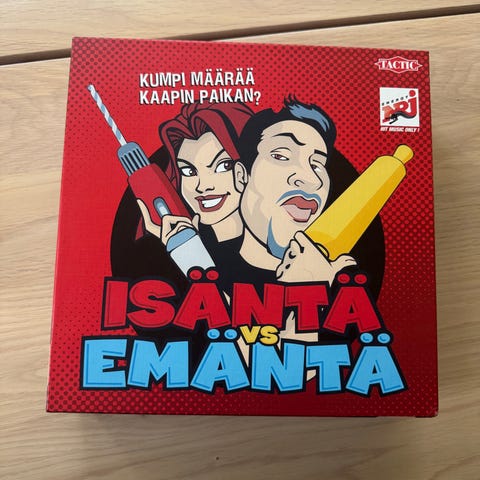 KUMPI MÄÄRÄÄ
KAAPIN PAIKAN?
TACTIC
NRJ
HIT MUSIC ONLY!
ISÄNTÄ
VS
EMÄNTÄ